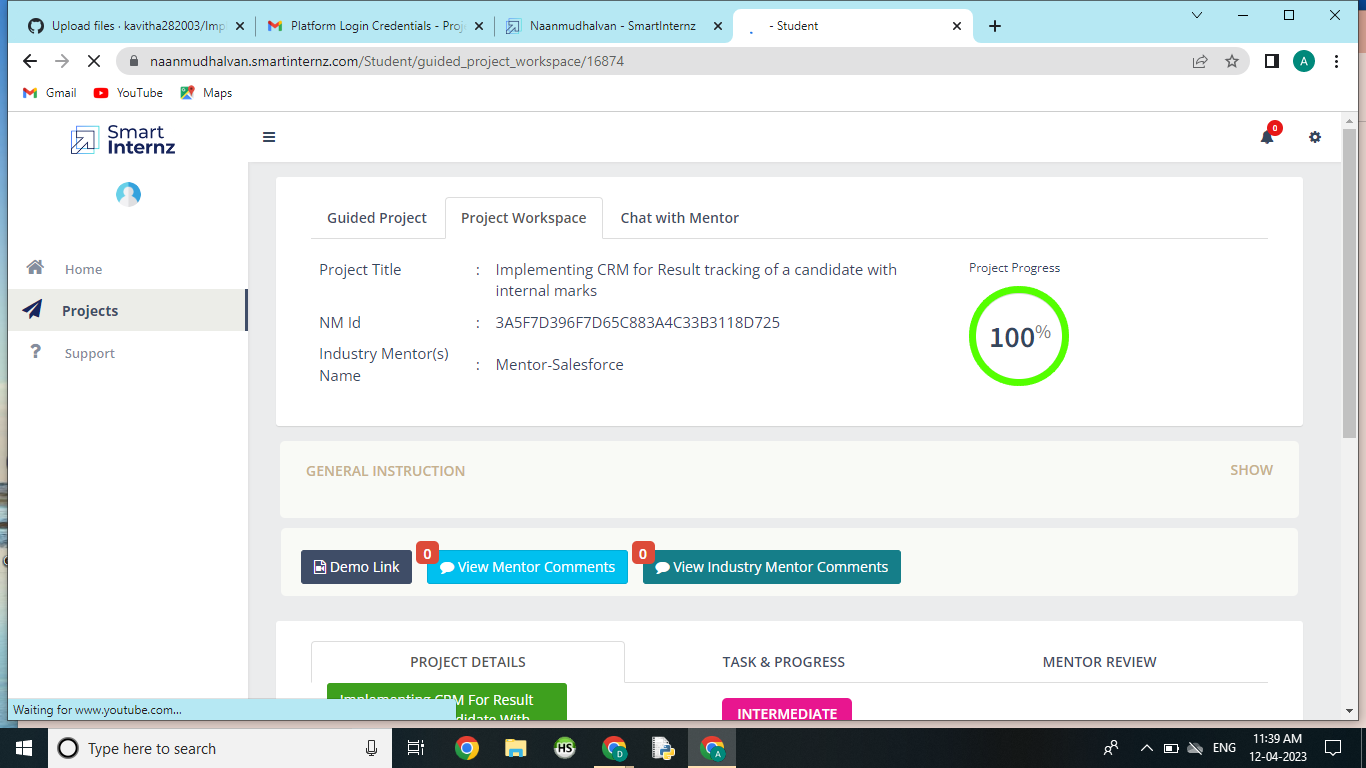 Upload files · kavitha282003/Imp
Platform Login Credentials - Proj
Naanmudhalvan - SmartInternz
- Student
naanmudhalvan.smartinternz.com/Student/guided_project_workspace/16874
A
Gmail
YouTube
Maps
Smart
Internz
0
Home
Projects
Support
Guided Project
Project Workspace
Chat with Mentor
Project Title : Implementing CRM for Result tracking of a candidate with
internal marks
NM Id : 3A5F7D396F7D65C883A4C33B3118D725
Industry Mentor(s)
Name : Mentor-Salesforce
Project Progress
100%
GENERAL INSTRUCTION
SHOW
Demo Link
0
View Mentor Comments
0
View Industry Mentor Comments
PROJECT DETAILS
TASK & PROGRESS
MENTOR REVIEW
Implementing CRM For Result
didate With
INTERMEDIATE
Waiting for www.youtube.com...
Type here to search
HS
D
A
ENG
11:39 AM
12-04-2023